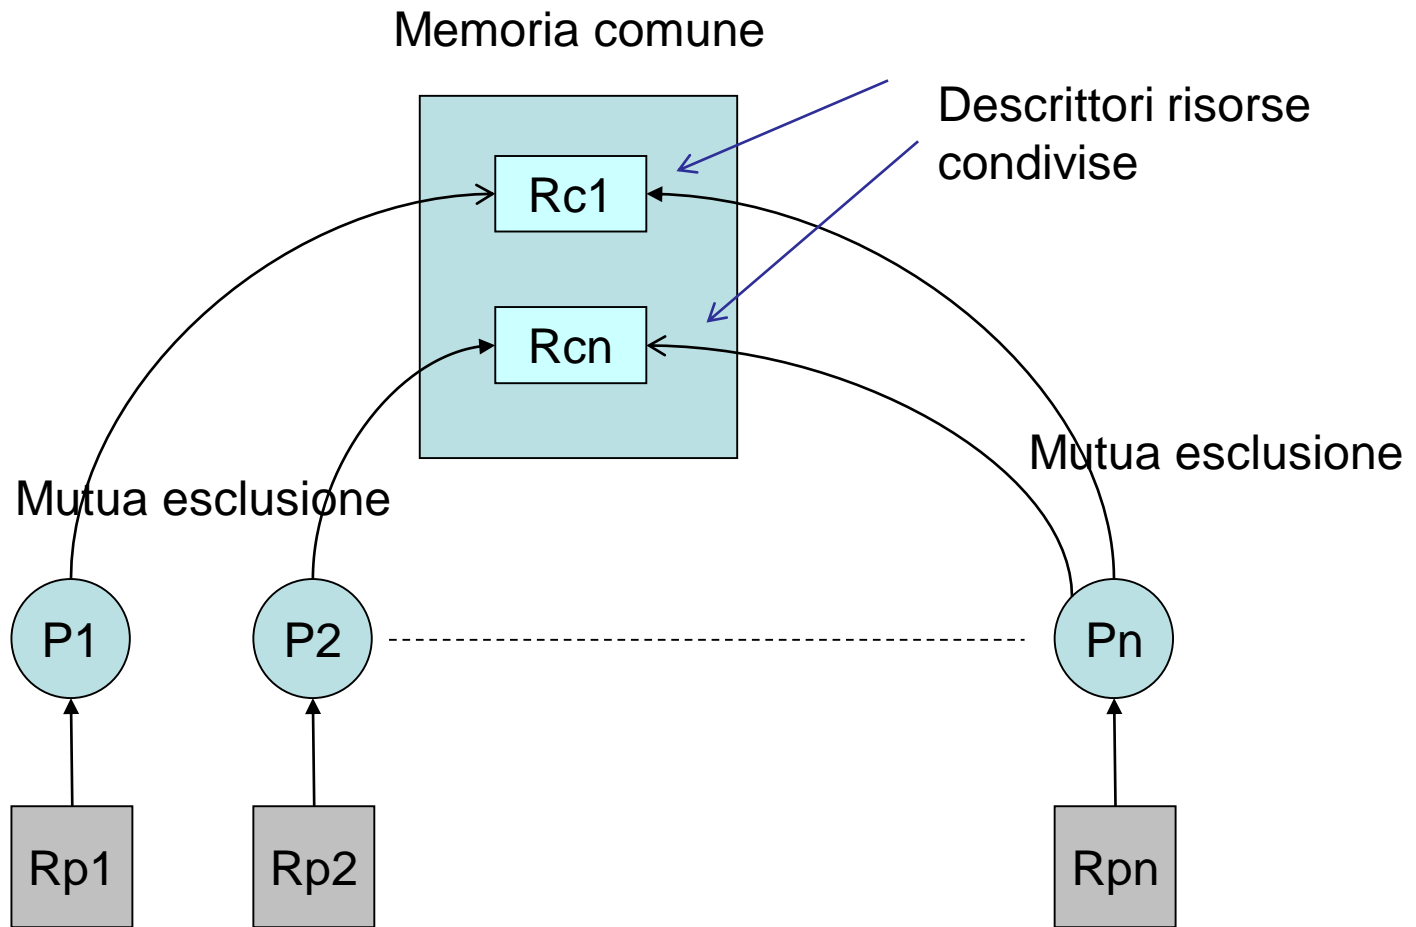 Memoria comune
Descrittori risorse
condivise
Rc1
Rcn
Mutua esclusione
Mutua esclusione
P1
P2
Pn
Rp1
Rp2
Rpn